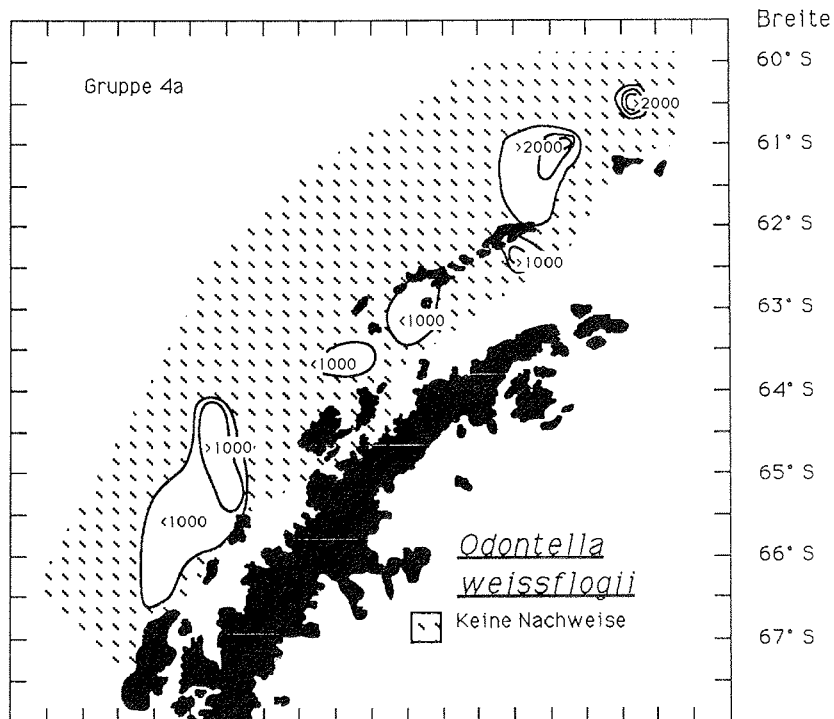 Breite
60° S
Gruppe 4a
>2000
61° S
>2000
62° S
>1000
63° S
<1000
<1000
64° S
>1000
65° S
<1000
Odontella
66° S
weissflogii
Keine Nachweise
67° S